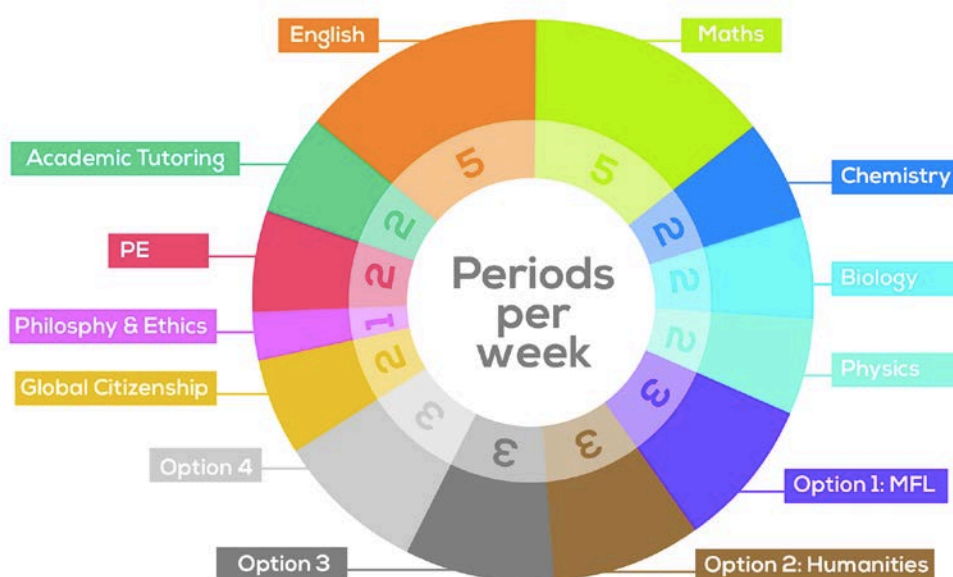 English
Maths
Academic Tutoring
Chemistry
PE
Biology
Philosphy & Ethics
Physics
Global Citizenship
Option 4
Option 1: MFL
Option 3
Option 2: Humanities
5
5
2
2
2
2
1
2
2
3
3
3
3
Periods
per
week